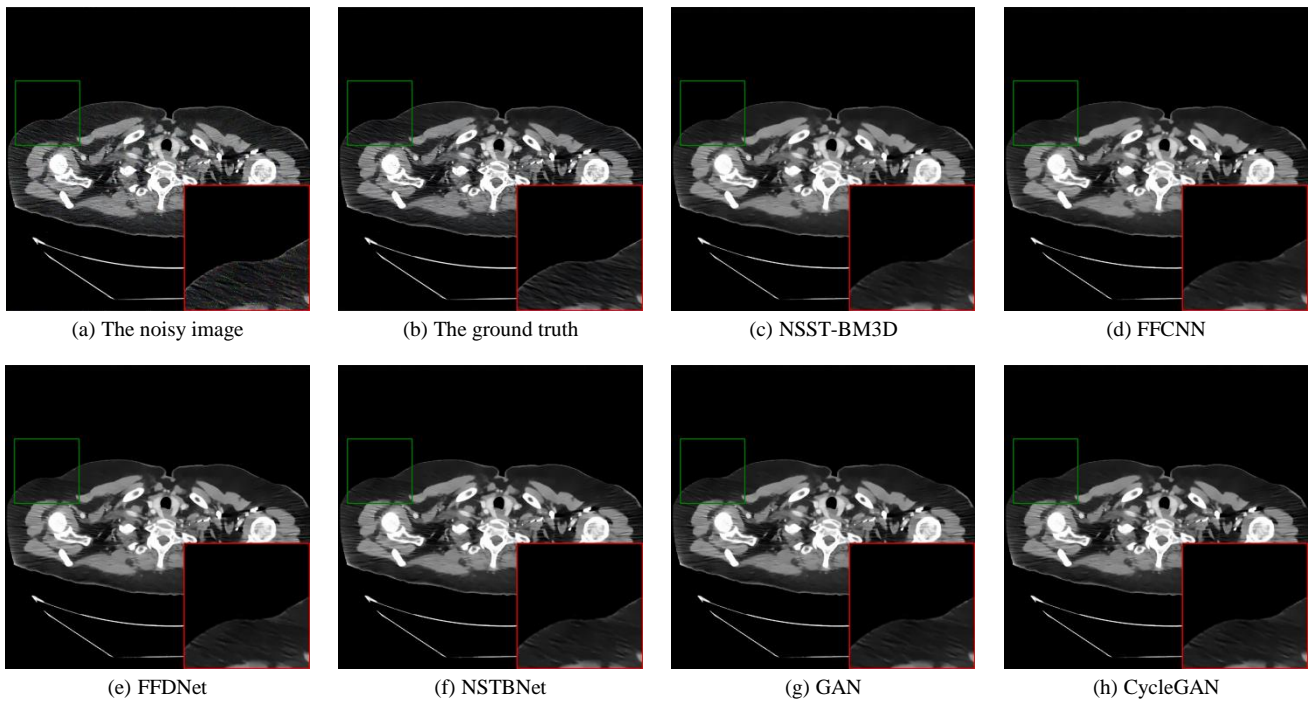 (a) The noisy image
(b) The ground truth
(c) NSST-BM3D
(d) FFCNN
(e) FFDNet
(f) NSTBNet
(g) GAN
(h) CycleGAN